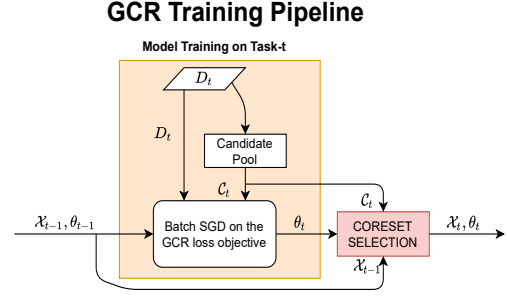 GCR Training Pipeline
Model Training on Task-t
D_t
D_t
Candidate
Pool
C_t
C_t
X_{t-1}, θ_{t-1}
Batch SGD on the
GCR loss objective
θ_t
CORESET
SELECTION
X_t, θ_t
X_{t-1}